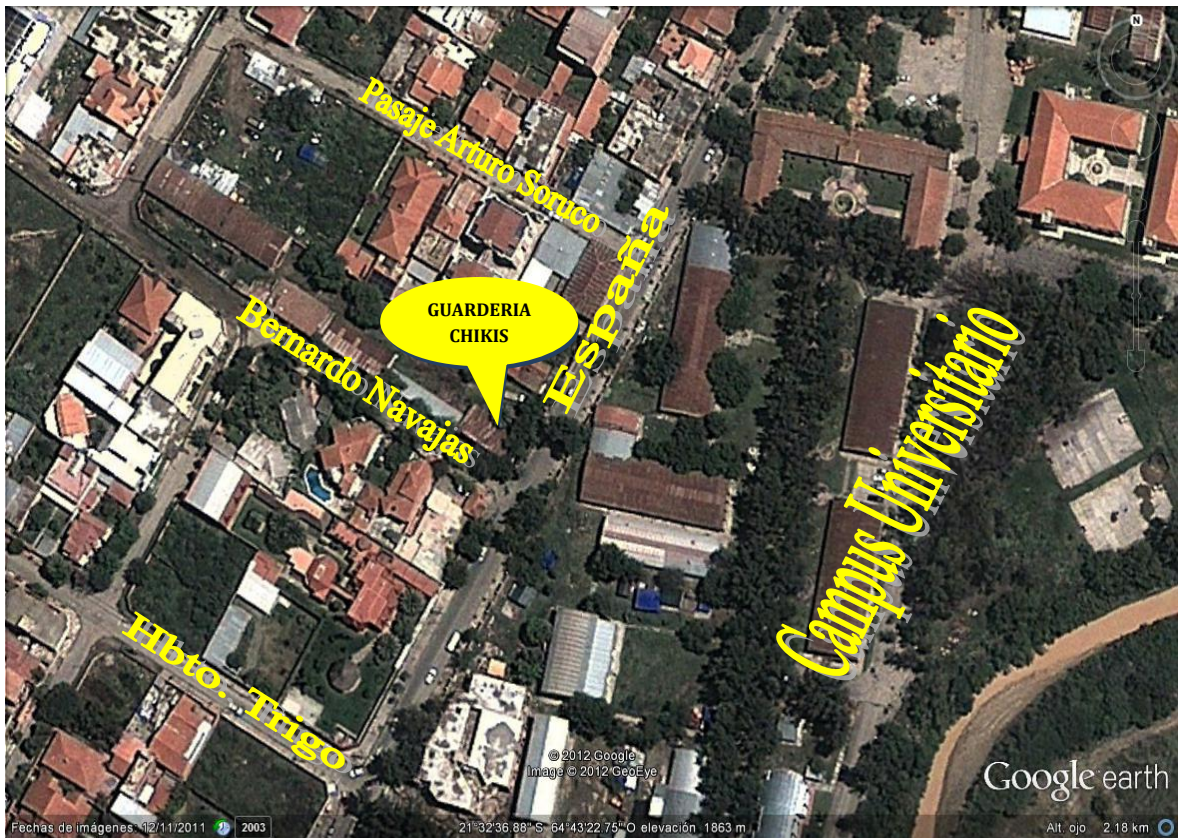 N
Pasaje Arturo Soruco
España
GUARDERIA
CHIKIS
Bernardo Navajas
Campus Universitario
Hbto. Trigo
© 2012 Google
Image © 2012 GeoEye
Google earth
Fechas de imágenes: 12/11/2011 2003 21°32'36.88" S 64°43'22.75" O elevación 1863 m Alt. ojo 2.18 km